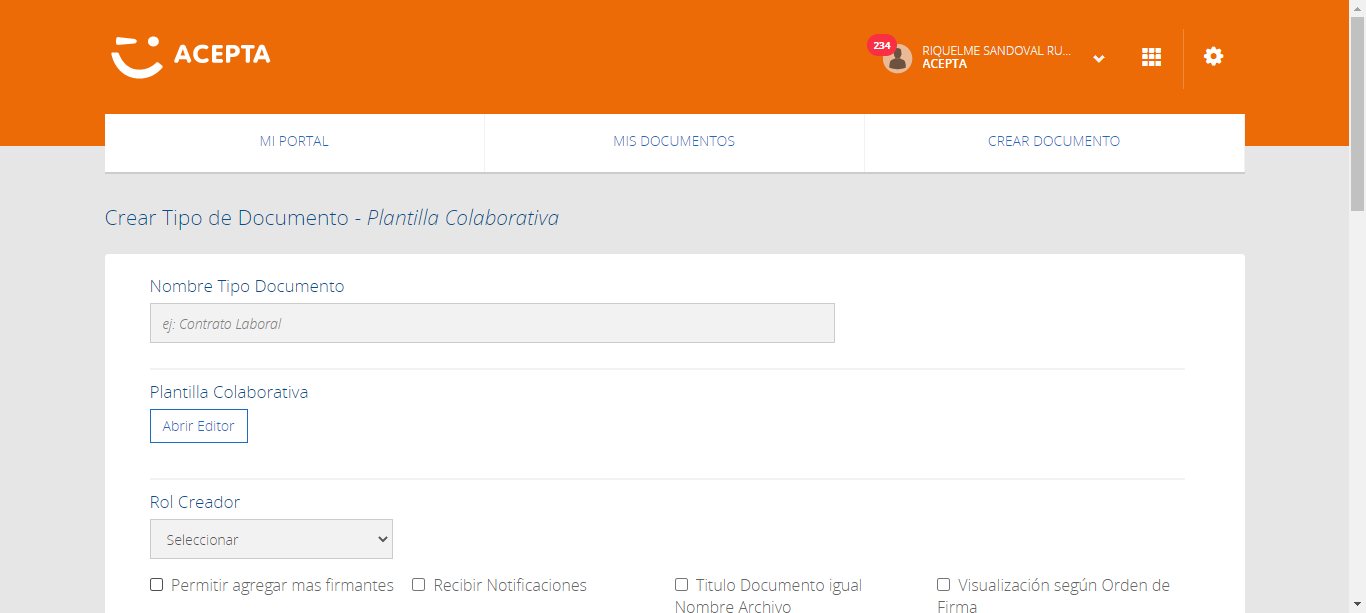 ACEPTA
234
RIQUELME SANDOVAL RU...
ACEPTA
MI PORTAL
MIS DOCUMENTOS
CREAR DOCUMENTO
Crear Tipo de Documento - Plantilla Colaborativa
Nombre Tipo Documento
ej: Contrato Laboral
Plantilla Colaborativa
Abrir Editor
Rol Creador
Seleccionar
Permitir agregar mas firmantes
Recibir Notificaciones
Titulo Documento igual
Nombre Archivo
Visualización según Orden de
Firma